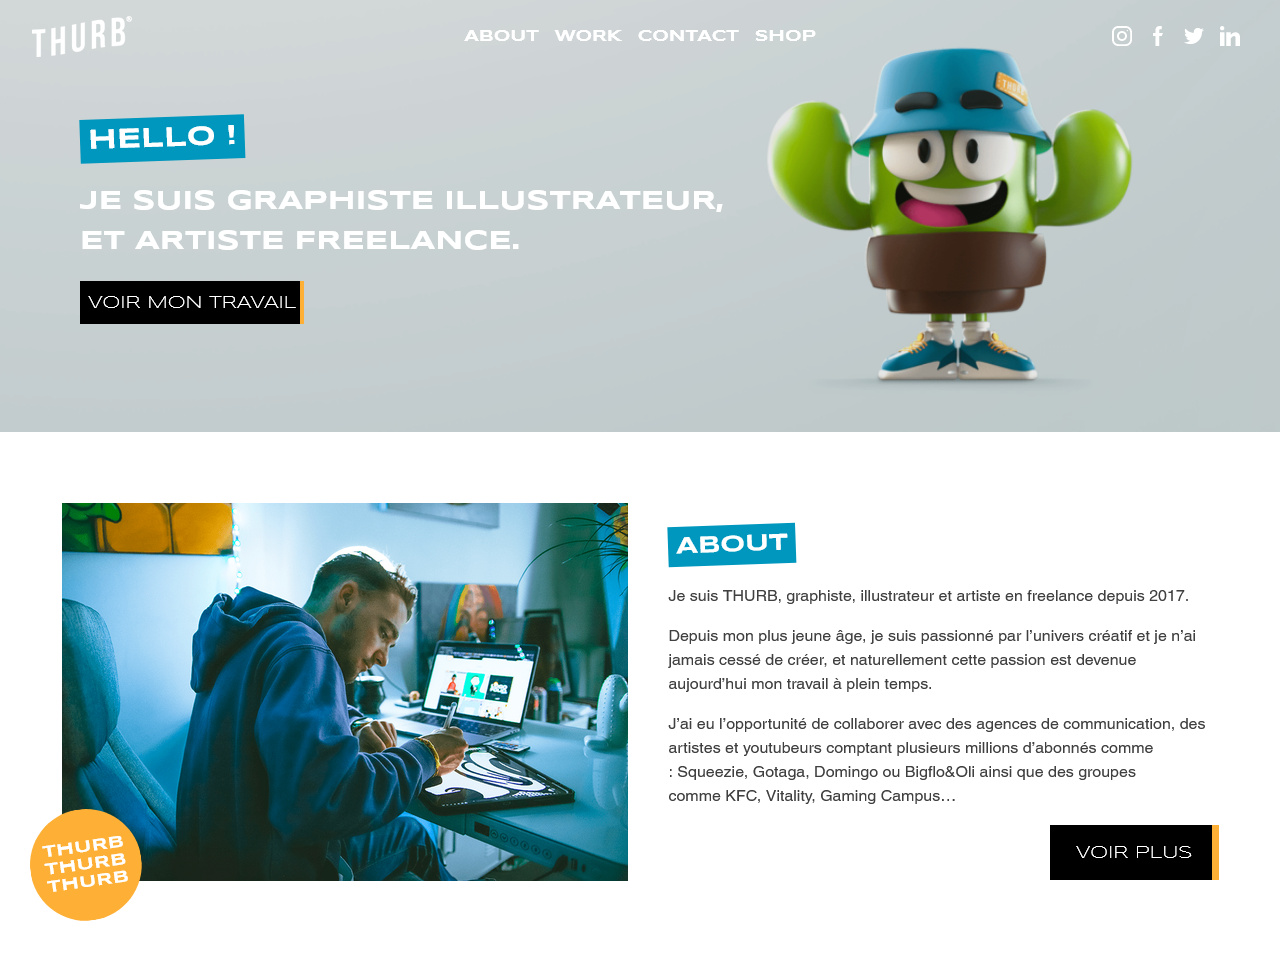 THURB
ABOUT WORK CONTACT SHOP
HELLO !
JE SUIS GRAPHISTE ILLUSTRATEUR,
ET ARTISTE FREELANCE.
VOIR MON TRAVAIL
THURB
ABOUT
Je suis THURB, graphiste, illustrateur et artiste en freelance depuis 2017.
Depuis mon plus jeune âge, je suis passionné par l’univers créatif et je n’ai
jamais cessé de créer, et naturellement cette passion est devenue
aujourd’hui mon travail à plein temps.
J’ai eu l’opportunité de collaborer avec des agences de communication, des
artistes et youtubeurs comptant plusieurs millions d’abonnés comme
: Squeezie, Gotaga, Domingo ou Bigflo&Oli ainsi que des groupes
comme KFC, Vitality, Gaming Campus…
VOIR PLUS
THURB
THURB
THURB